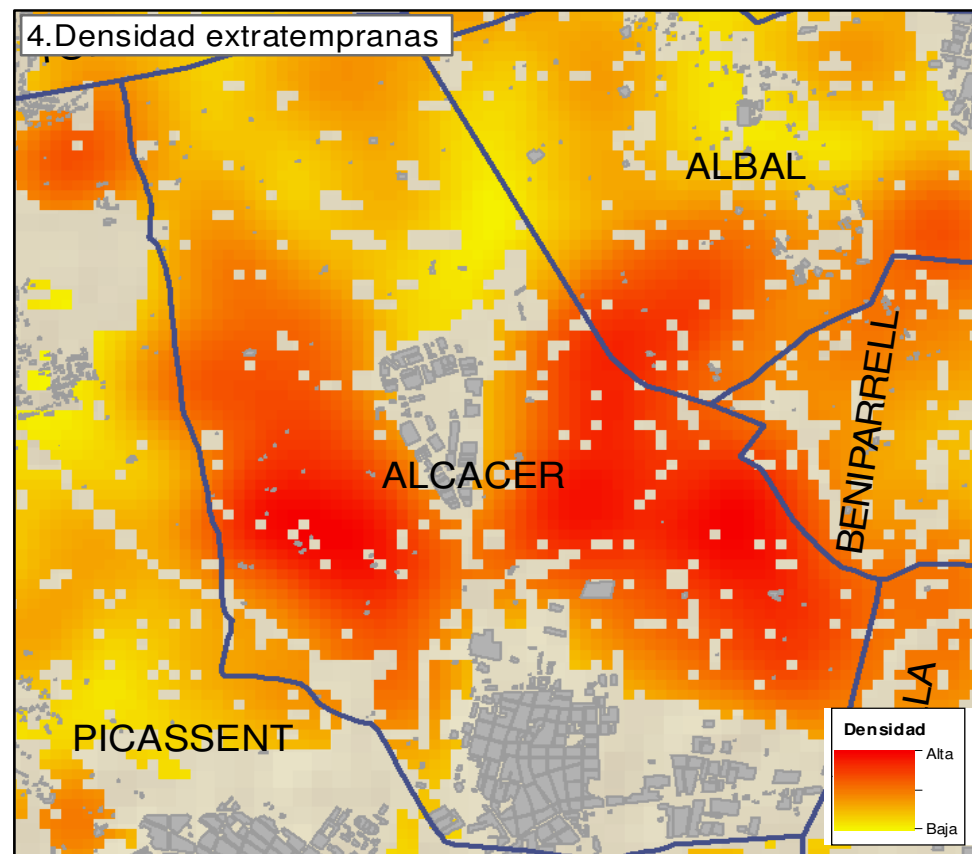 4.Densidad extratempranas
ALBAL
BENIPARRELL
ALCACER
LA
PICASSENT
Densidad
Alta
Baja